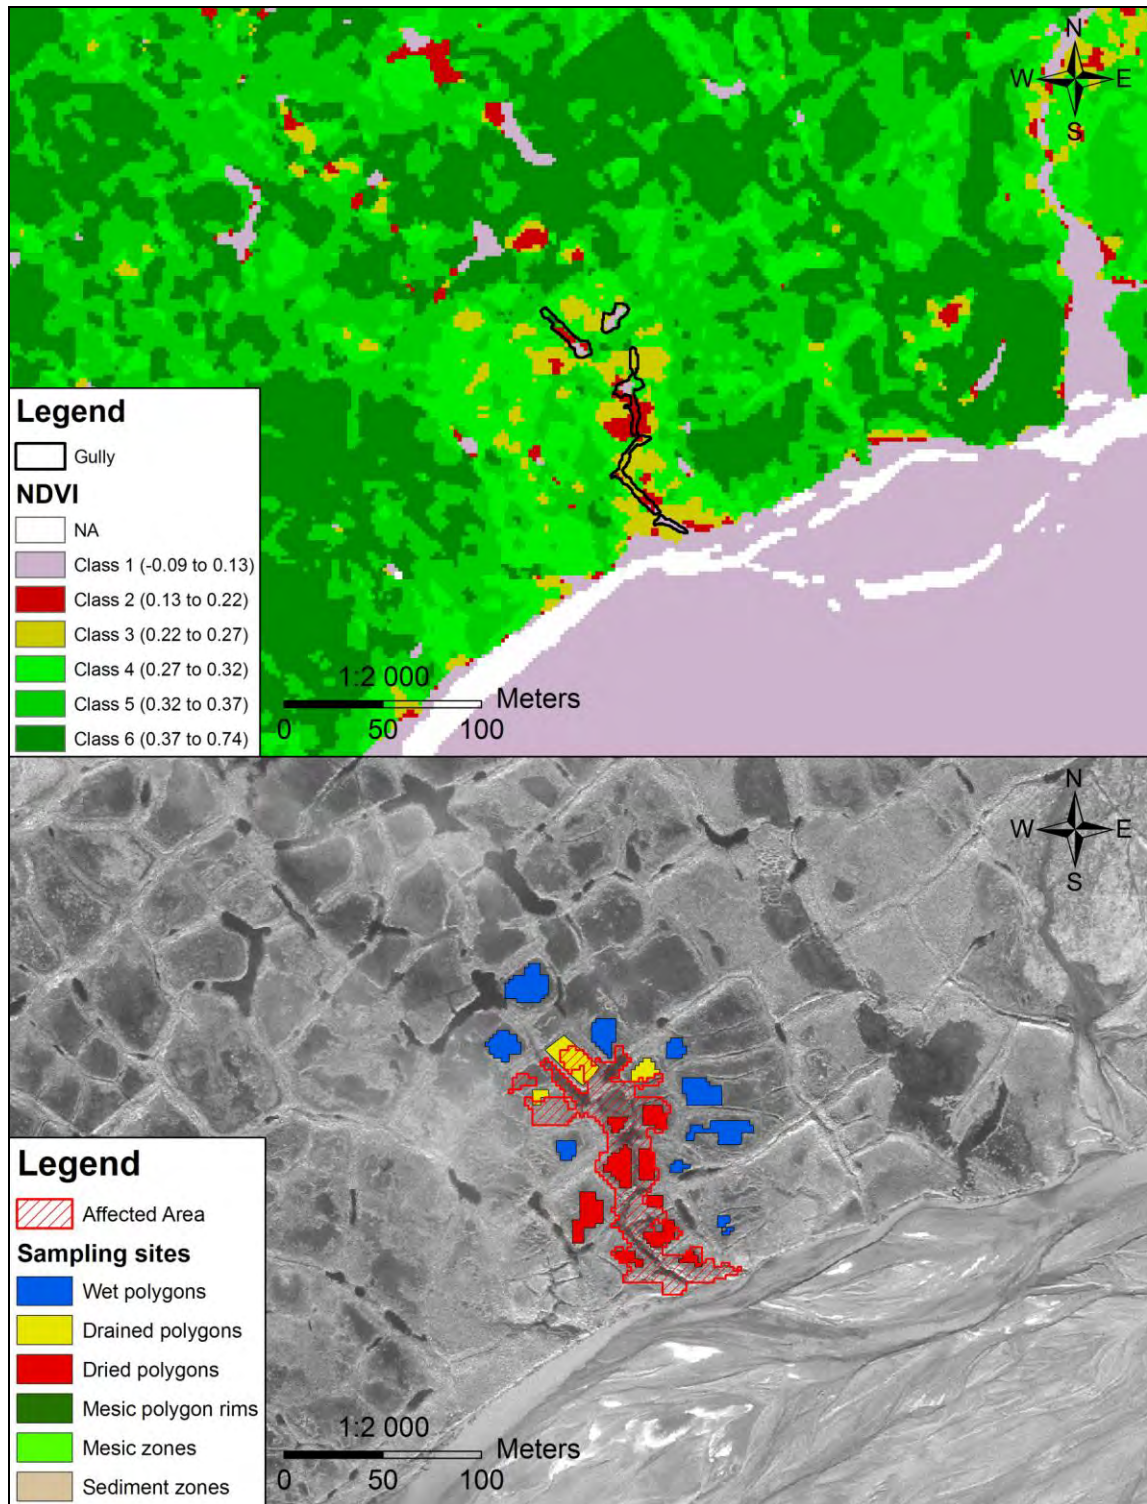 N
W E
S
Legend
Gully
NDVI
NA
Class 1 (-0.09 to 0.13)
Class 2 (0.13 to 0.22)
Class 3 (0.22 to 0.27)
Class 4 (0.27 to 0.32)
Class 5 (0.32 to 0.37)
Class 6 (0.37 to 0.74)
1:2 000
Meters
0 50 100
N
W E
S
Legend
Affected Area
Sampling sites
Wet polygons
Drained polygons
Dried polygons
Mesic polygon rims
Mesic zones
Sediment zones
1:2 000
Meters
0 50 100